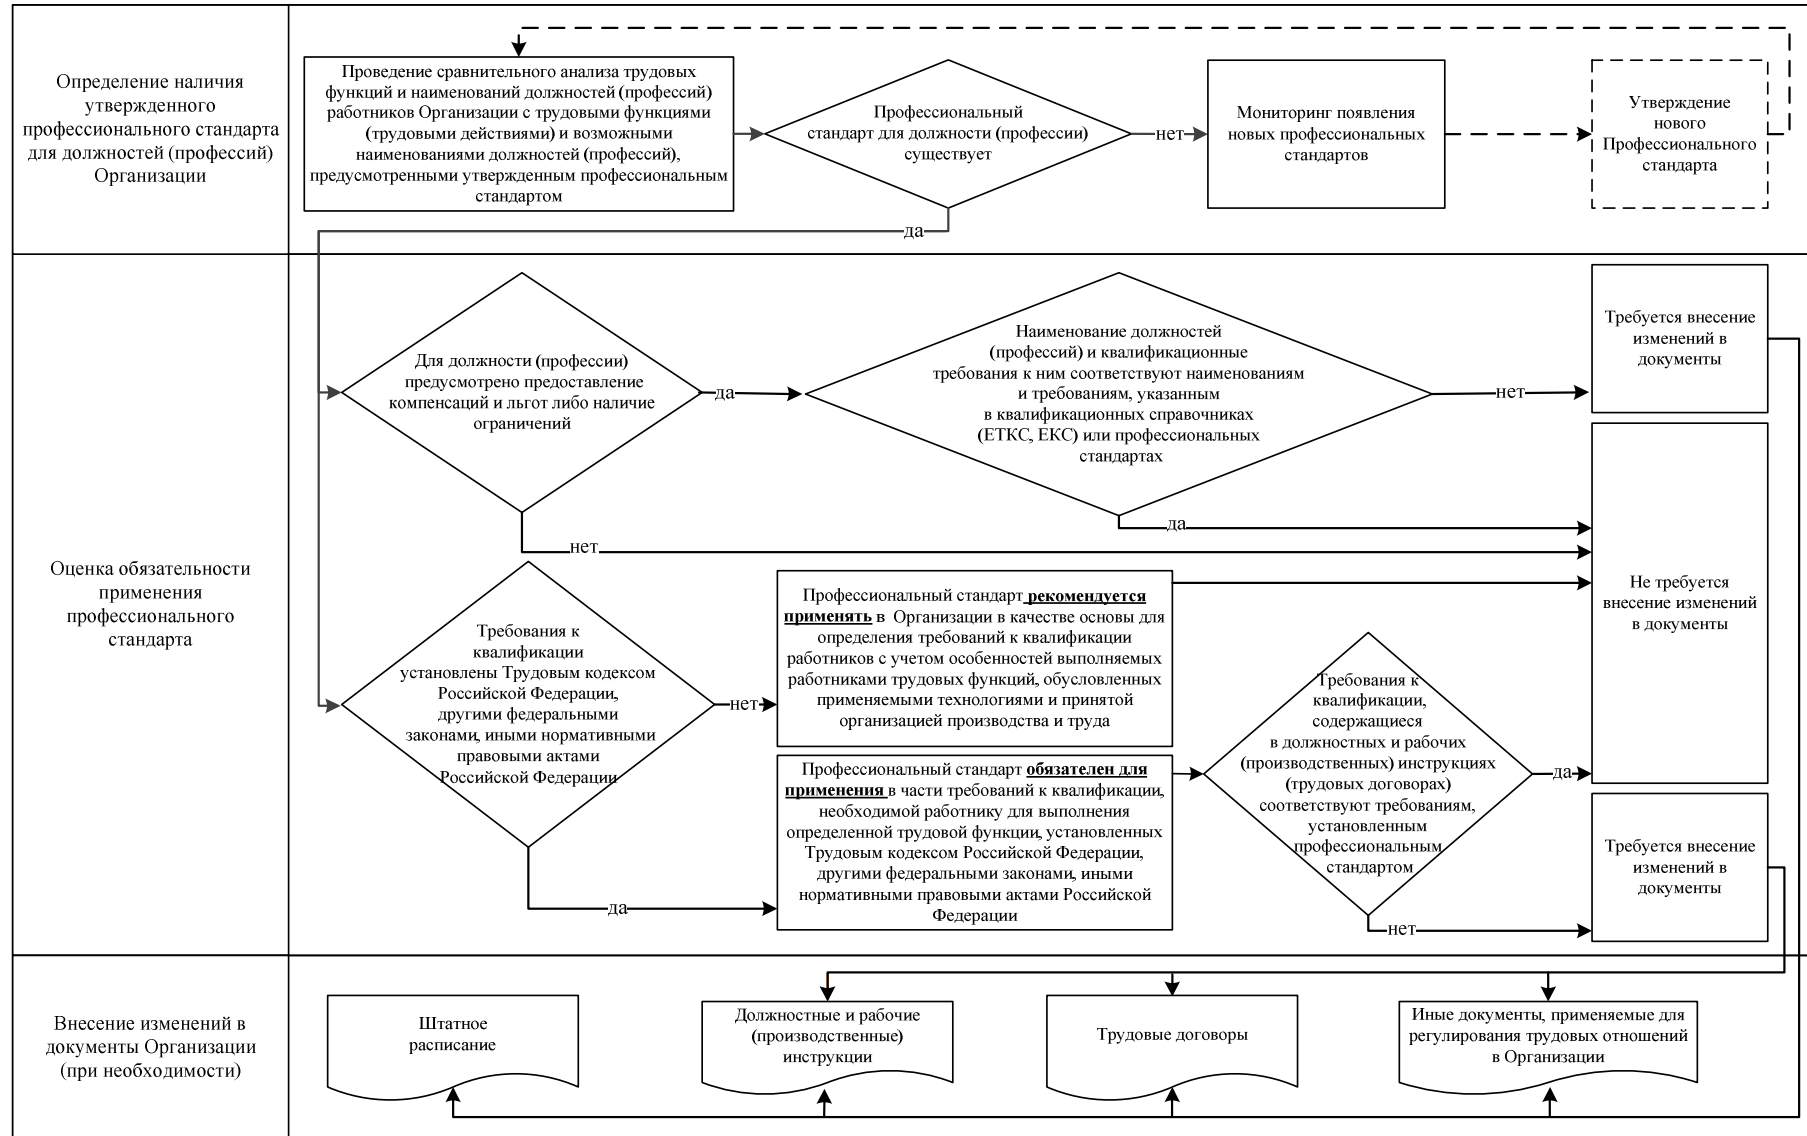 Определение наличия
утвержденного
профессионального стандарта
для должностей (профессий)
Организации
Проведение сравнительного анализа трудовых
функций и наименований должностей (профессий)
работников Организации с трудовыми функциями
(трудовыми действиями) и возможными
наименованиями должностей (профессий),
предусмотренными утвержденным профессиональным
стандартом
Профессиональный
стандарт для должности (профессии)
существует
нет
Мониторинг появления
новых профессиональных
стандартов
Утверждение
нового
Профессионального
стандарта
да
Оценка обязательности
применения
профессионального
стандарта
Для должности (профессии)
предусмотрено предоставление
компенсаций и льгот либо наличие
ограничений
да
Наименование должностей
(профессий) и квалификационные
требования к ним соответствуют наименованиям
и требованиям, указанным
в квалификационных справочниках
(ЕТКС, ЕКС) или профессиональных
стандартах
нет
Требуется внесение
изменений в
документы
да
нет
Не требуется
внесение изменений
в документы
Требования к
квалификации
установлены Трудовым кодексом
Российской Федерации,
другими федеральными
законами, иными нормативными
правовыми актами
Российской Федерации
нет
Профессиональный стандарт рекомендуется
применять в Организации в качестве основы для
определения требований к квалификации
работников с учетом особенностей выполняемых
работниками трудовых функций, обусловленных
применяемыми технологиями и принятой
организацией производства и труда
да
Профессиональный стандарт обязателен для
применения в части требований к квалификации,
необходимой работнику для выполнения
определенной трудовой функции, установленных
Трудовым кодексом Российской Федерации,
другими федеральными законами, иными
нормативными правовыми актами Российской
Федерации
Требования к
квалификации,
содержащиеся
в должностных и рабочих
(производственных) инструкциях
(трудовых договорах)
соответствуют требованиям,
установленным
профессиональным
стандартом
да
нет
Требуется внесение
изменений в
документы
Внесение изменений в
документы Организации
(при необходимости)
Штатное
расписание
Должностные и рабочие
(производственные)
инструкции
Трудовые договоры
Иные документы, применяемые для
регулирования трудовых отношений
в Организации